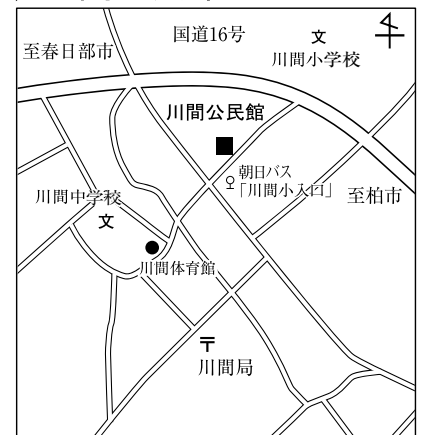 国道16号
至春日部市
文
川間小学校
川間公民館
朝日バス
「川間小入口」
至柏市
川間中学校
文
川間体育館
〒
川間局